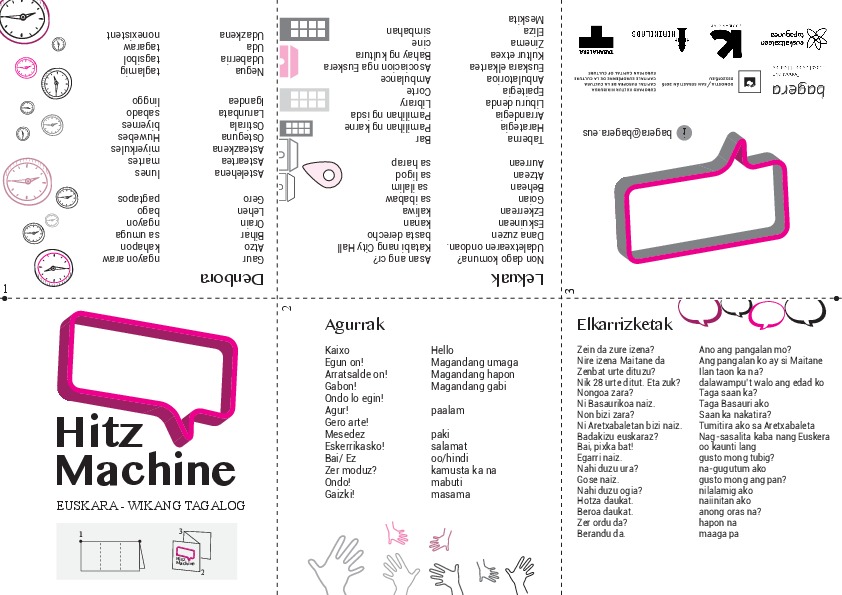 Hitz
Machine
EUSKARA - WIKANG TAGALOG
1
3
2
Hitz
Machine
1
Denbora
Gaur ngayon araw
Atzo kahapon
Bihar sa umuga
Orain ngayon
Lehen bago
Gero pagtapos
Astelehena lunes
Asteartea martes
Asteazkena miyerkules
Osteguna Huwebes
Ostirala biyernes
Larunbata sabado
Igandea linggo
Negua taglamig
Udaberria tagsibol
Uda tagaraw
Udazkena nonexistent
Lekuak
Non dago komuna? Asan ang cr?
Udaletxearen ondoan. Katabi nang City Hall
Dana zuzen basta derecho
Eskuinean kanan
Ezkerrean kaliwa
Goian sa ibabaw
Behean sa ilalim
Atzean sa ligod
Aurrean sa harap
Taberna Bar
Harategia Pamilihan ng karne
Arrandegia Pamilihan ng isda
Liburu denda Library
Epaitegia Corte
Anbulatorioa Ambulance
Euskara elkartea Asociacion nga Euskera
Kultur etxea Bahay ng kultura
Zinema cine
Eliza simbahan
Meskita
2
Agurrak
Kaixo Hello
Egun on! Magandang umaga
Arratsalde on! Magandang hapon
Gabon! Magandang gabi
Ondo lo egin!
Agur! paalam
Gero arte!
Mesedez paki
Eskerrikasko! salamat
Bai/ Ez oo/hindi
Zer moduz? kamusta ka na
Ondo! mabuti
Gaizki! masama
3
Elkarrizketak
Zein da zure izena? Ano ang pangalan mo?
Nire izena Maitane da Ang pangalan ko ay si Maitane
Zenbat urte dituzu? Ilan taon ka na?
Nik 28 urte ditut. Eta zuk? dalawampu't walo ang edad ko
Nongoa zara? Taga saan ka?
Ni Basaurikoa naiz. Taga Basauri ako
Non bizi zara? Saan ka nakatira?
Ni Aretxabaletan bizi naiz. Tumitira ako sa Aretxabaleta
Badakizu euskaraz? Nag-sasalita kaba nang Euskera
Bai, pixka bat! oo kaunti lang
Egarri naiz. gusto mong tubig?
Nahi duzu ura? na-gugutum ako
Gose naiz. gusto mong ang pan?
Nahi duzu ogia? nilalamig ako
Hotza daukat. naiinitan ako
Beroa daukat. anong oras na?
Zer ordu da? hapon na
Berandu da. maaga pa
i bagera@bagera.eus
bagera
DONOSTIA / SAN SEBASTIÁN 2016
EUROPAR KULTURA HIRIBURUA
CAPITAL EUROPEA DE LA CULTURA
CAPITALE EUROPÉENNE DE LA CULTURE
EUROPEAN CAPITAL OF CULTURE
euskaltzaleen
topagunea
K
TABAKALERA